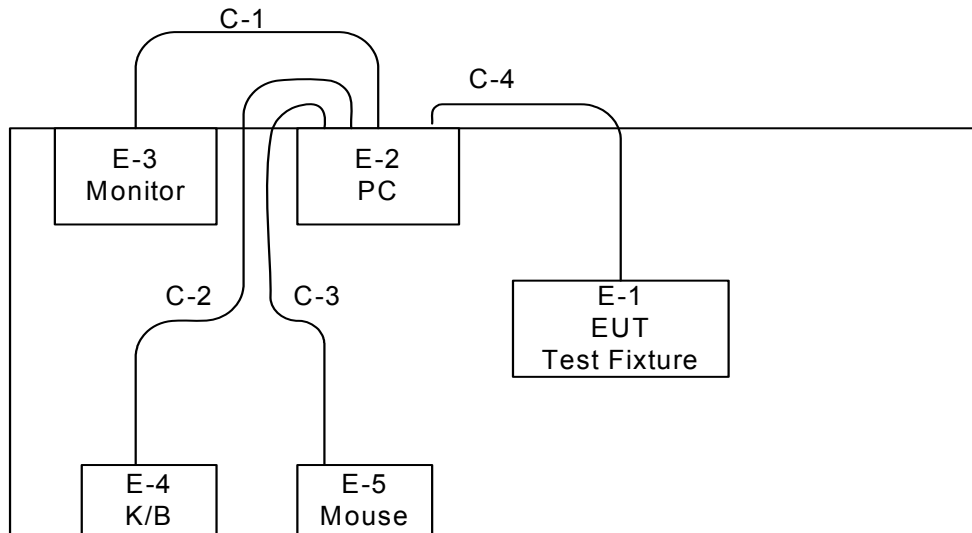 C-1
C-4
E-3
Monitor
E-2
PC
C-2
C-3
E-1
EUT
Test Fixture
E-4
K/B
E-5
Mouse